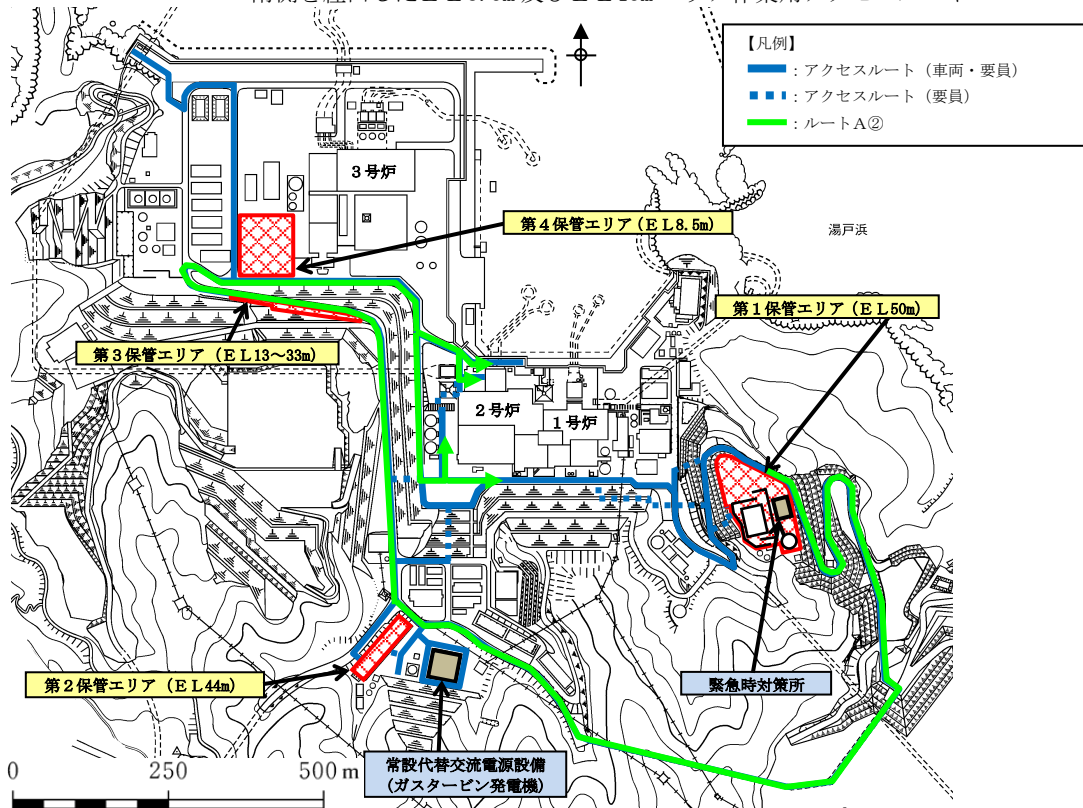 【凡例】
：アクセスルート（車両・要員）
：アクセスルート（要員）
：ルートA②
３号炉
第４保管エリア（ＥＬ8.5m）
湯戸浜
第１保管エリア（ＥＬ50m）
第３保管エリア（ＥＬ13～33m）
２号炉
１号炉
第２保管エリア（ＥＬ44m）
緊急時対策所
常設代替交流電源設備
(ガスタービン発電機)
0 250 500 m